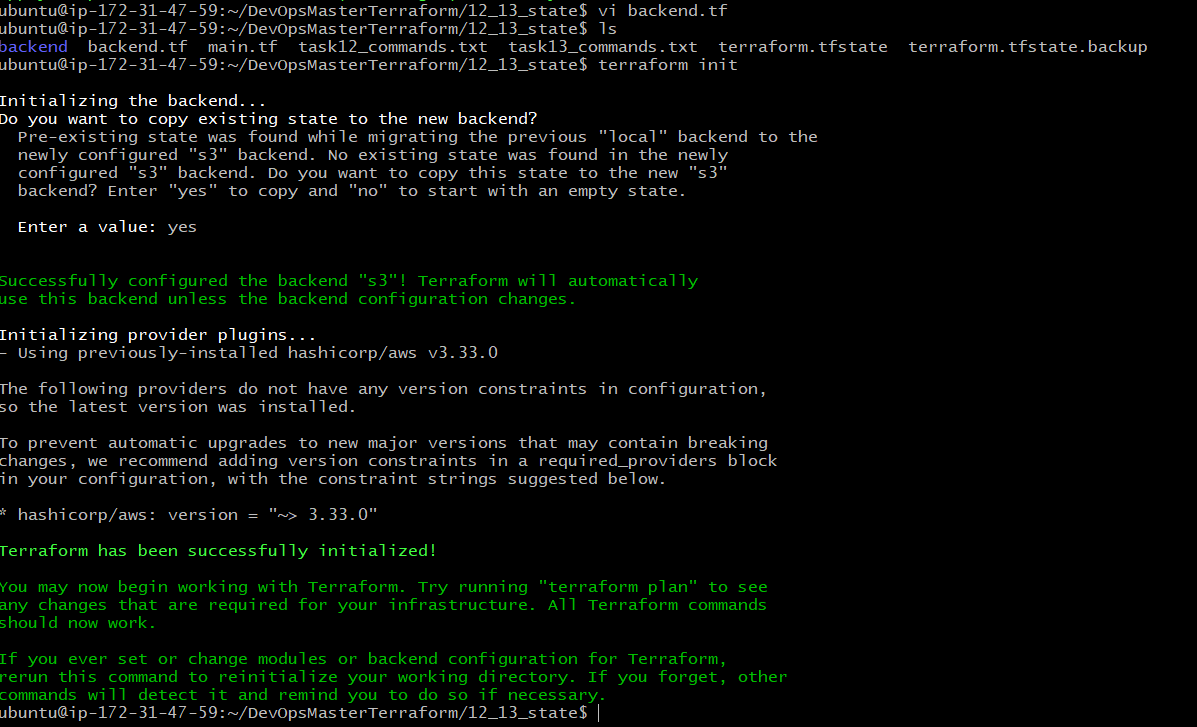 ubuntu@ip-172-31-47-59:~/DevOpsMasterTerraform/12_13_state$ vi backend.tf
ubuntu@ip-172-31-47-59:~/DevOpsMasterTerraform/12_13_state$ ls
backend  backend.tf  main.tf  task12_commands.txt  task13_commands.txt  terraform.tfstate  terraform.tfstate.backup
ubuntu@ip-172-31-47-59:~/DevOpsMasterTerraform/12_13_state$ terraform init
Initializing the backend...
Do you want to copy existing state to the new backend?
  Pre-existing state was found while migrating the previous "local" backend to the
  newly configured "s3" backend. No existing state was found in the newly
  configured "s3" backend. Do you want to copy this state to the new "s3"
  backend? Enter "yes" to copy and "no" to start with an empty state.
  Enter a value: yes
Successfully configured the backend "s3"! Terraform will automatically
use this backend unless the backend configuration changes.
Initializing provider plugins...
- Using previously-installed hashicorp/aws v3.33.0
The following providers do not have any version constraints in configuration,
so the latest version was installed.
To prevent automatic upgrades to new major versions that may contain breaking
changes, we recommend adding version constraints in a required_providers block
in your configuration, with the constraint strings suggested below.
* hashicorp/aws: version = "~> 3.33.0"
Terraform has been successfully initialized!
You may now begin working with Terraform. Try running "terraform plan" to see
any changes that are required for your infrastructure. All Terraform commands
should now work.
If you ever set or change modules or backend configuration for Terraform,
rerun this command to reinitialize your working directory. If you forget, other
commands will detect it and remind you to do so if necessary.
ubuntu@ip-172-31-47-59:~/DevOpsMasterTerraform/12_13_state$